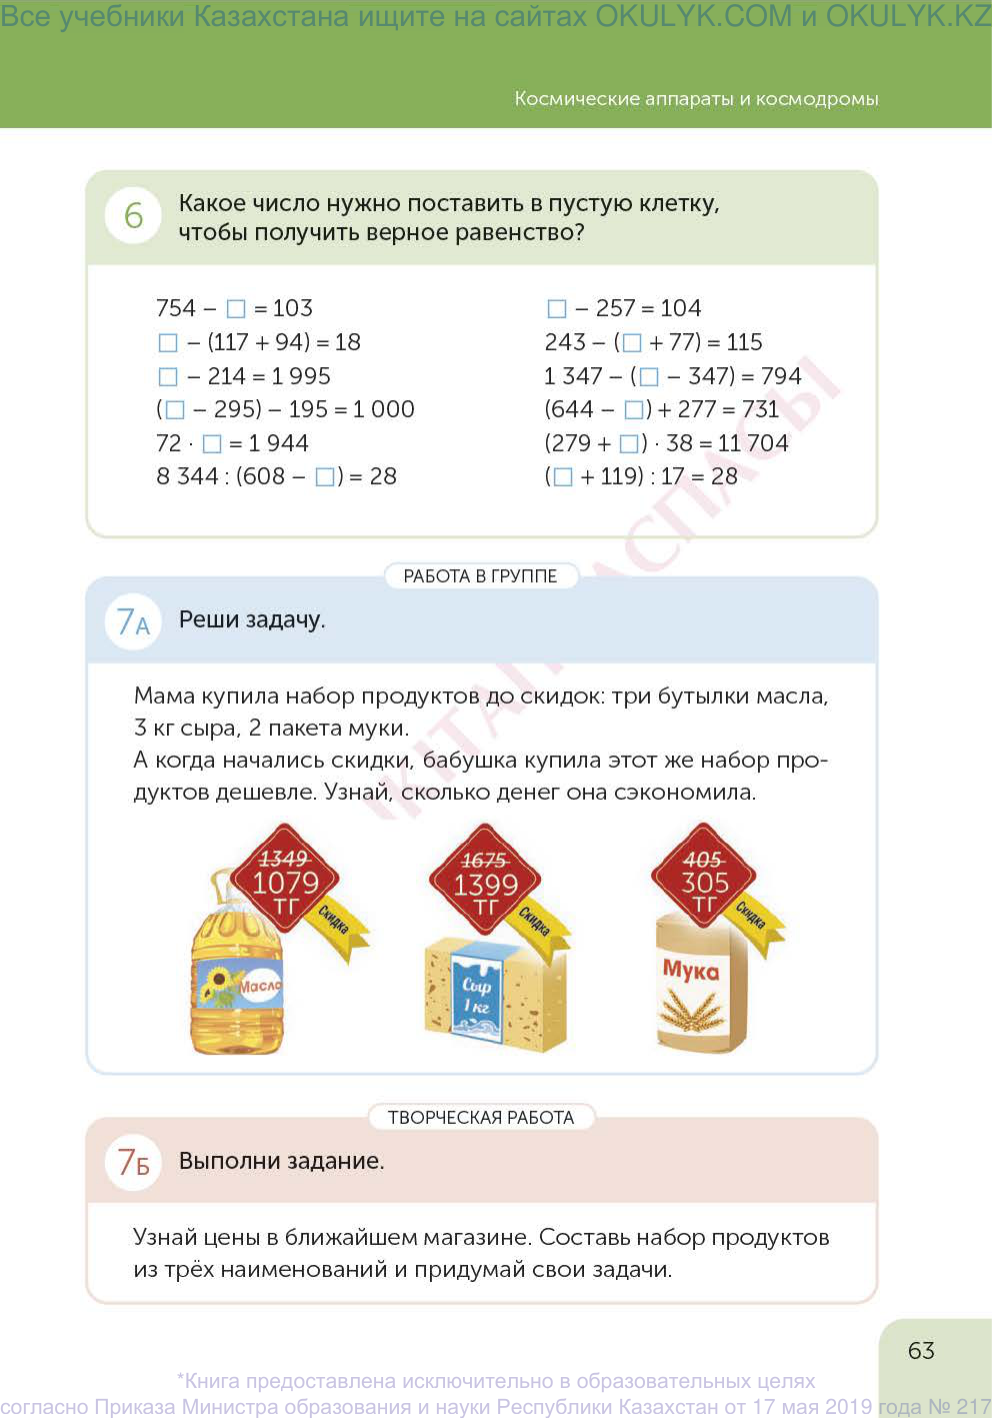 Все учебники Казахстана ищите на сайтах OKULYK.COM и OKULYK.KZ
Космические аппараты и космодромы
6
Какое число нужно поставить в пустую клетку,
чтобы получить верное равенство?
754 – □ = 103
□ – (117 + 94) = 18
□ – 214 = 1 995
(□ – 295) – 195 = 1 000
72 · □ = 1 944
8 344 : (608 – □) = 28
□ – 257 = 104
243 – (□ + 77) = 115
1 347 – (□ – 347) = 794
(644 – □) + 277 = 731
(279 + □) · 38 = 11 704
(□ + 119) : 17 = 28
РАБОТА В ГРУППЕ
7А
Реши задачу.
Мама купила набор продуктов до скидок: три бутылки масла,
3 кг сыра, 2 пакета муки.
А когда начались скидки, бабушка купила этот же набор про-
дуктов дешевле. Узнай, сколько денег она сэкономила.
1349
1079
ТГ
Скидка
Масло
1675
1399
ТГ
Скидка
Сыр
1 кг
405
305
ТГ
Скидка
Мука
ТВОРЧЕСКАЯ РАБОТА
7Б
Выполни задание.
Узнай цены в ближайшем магазине. Составь набор продуктов
из трёх наименований и придумай свои задачи.
63
*Книга предоставлена исключительно в образовательных целях
согласно Приказа Министра образования и науки Республики Казахстан от 17 мая 2019 года № 217